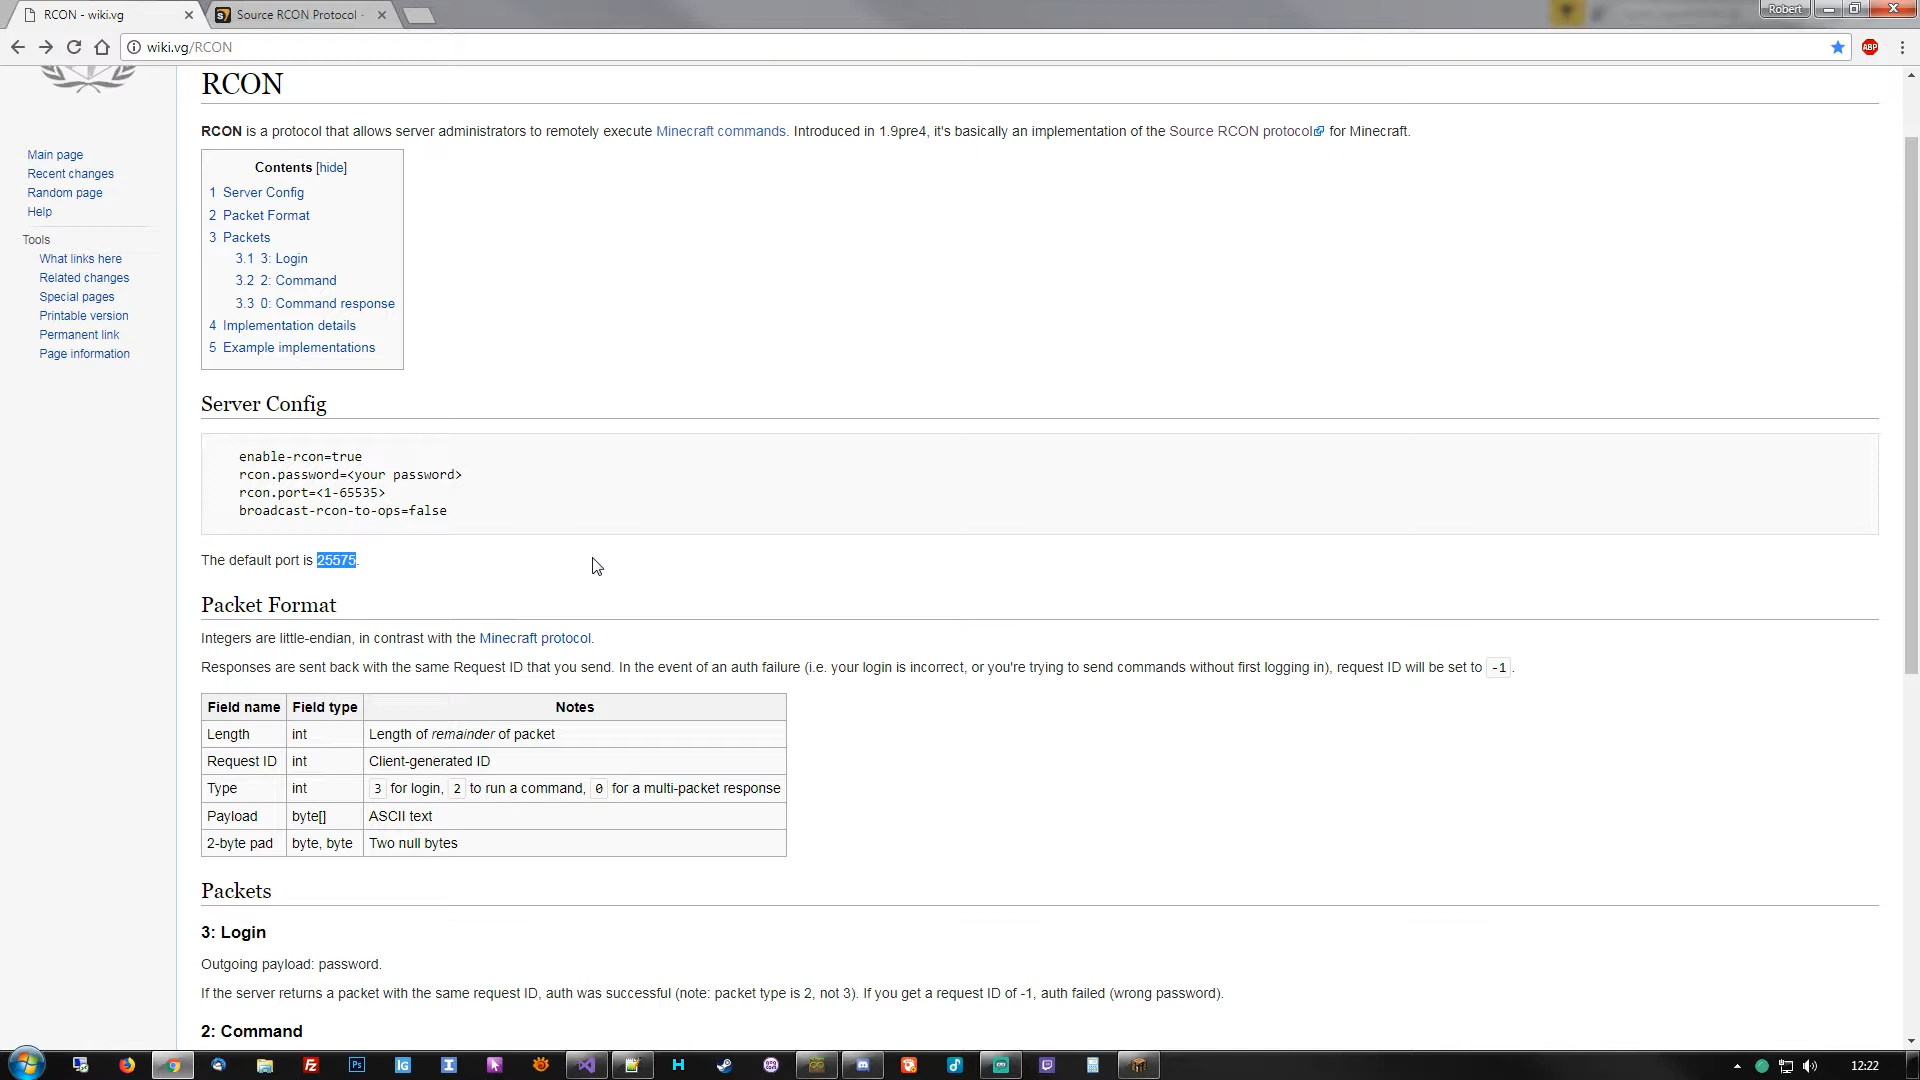 RCON - wiki.vg
Source RCON Protocol -
Robert
wiki.vg/RCON
ABP
RCON
RCON is a protocol that allows server administrators to remotely execute Minecraft commands. Introduced in 1.9pre4, it's basically an implementation of the Source RCON protocol for Minecraft.
Main page
Recent changes
Random page
Help
Tools
What links here
Related changes
Special pages
Printable version
Permanent link
Page information
Contents [hide]
1 Server Config
2 Packet Format
3 Packets
3.1 3: Login
3.2 2: Command
3.3 0: Command response
4 Implementation details
5 Example implementations
Server Config
enable-rcon=true
rcon.password=<your password>
rcon.port=<1-65535>
broadcast-rcon-to-ops=false
The default port is 25575.
Packet Format
Integers are little-endian, in contrast with the Minecraft protocol.
Responses are sent back with the same Request ID that you send. In the event of an auth failure (i.e. your login is incorrect, or you're trying to send commands without first logging in), request ID will be set to -1.
Field name Field type Notes
Length int Length of remainder of packet
Request ID int Client-generated ID
Type int 3 for login, 2 to run a command, 0 for a multi-packet response
Payload byte[] ASCII text
2-byte pad byte, byte Two null bytes
Packets
3: Login
Outgoing payload: password.
If the server returns a packet with the same request ID, auth was successful (note: packet type is 2, not 3). If you get a request ID of -1, auth failed (wrong password).
2: Command
Ps
IG
I
H
12:22